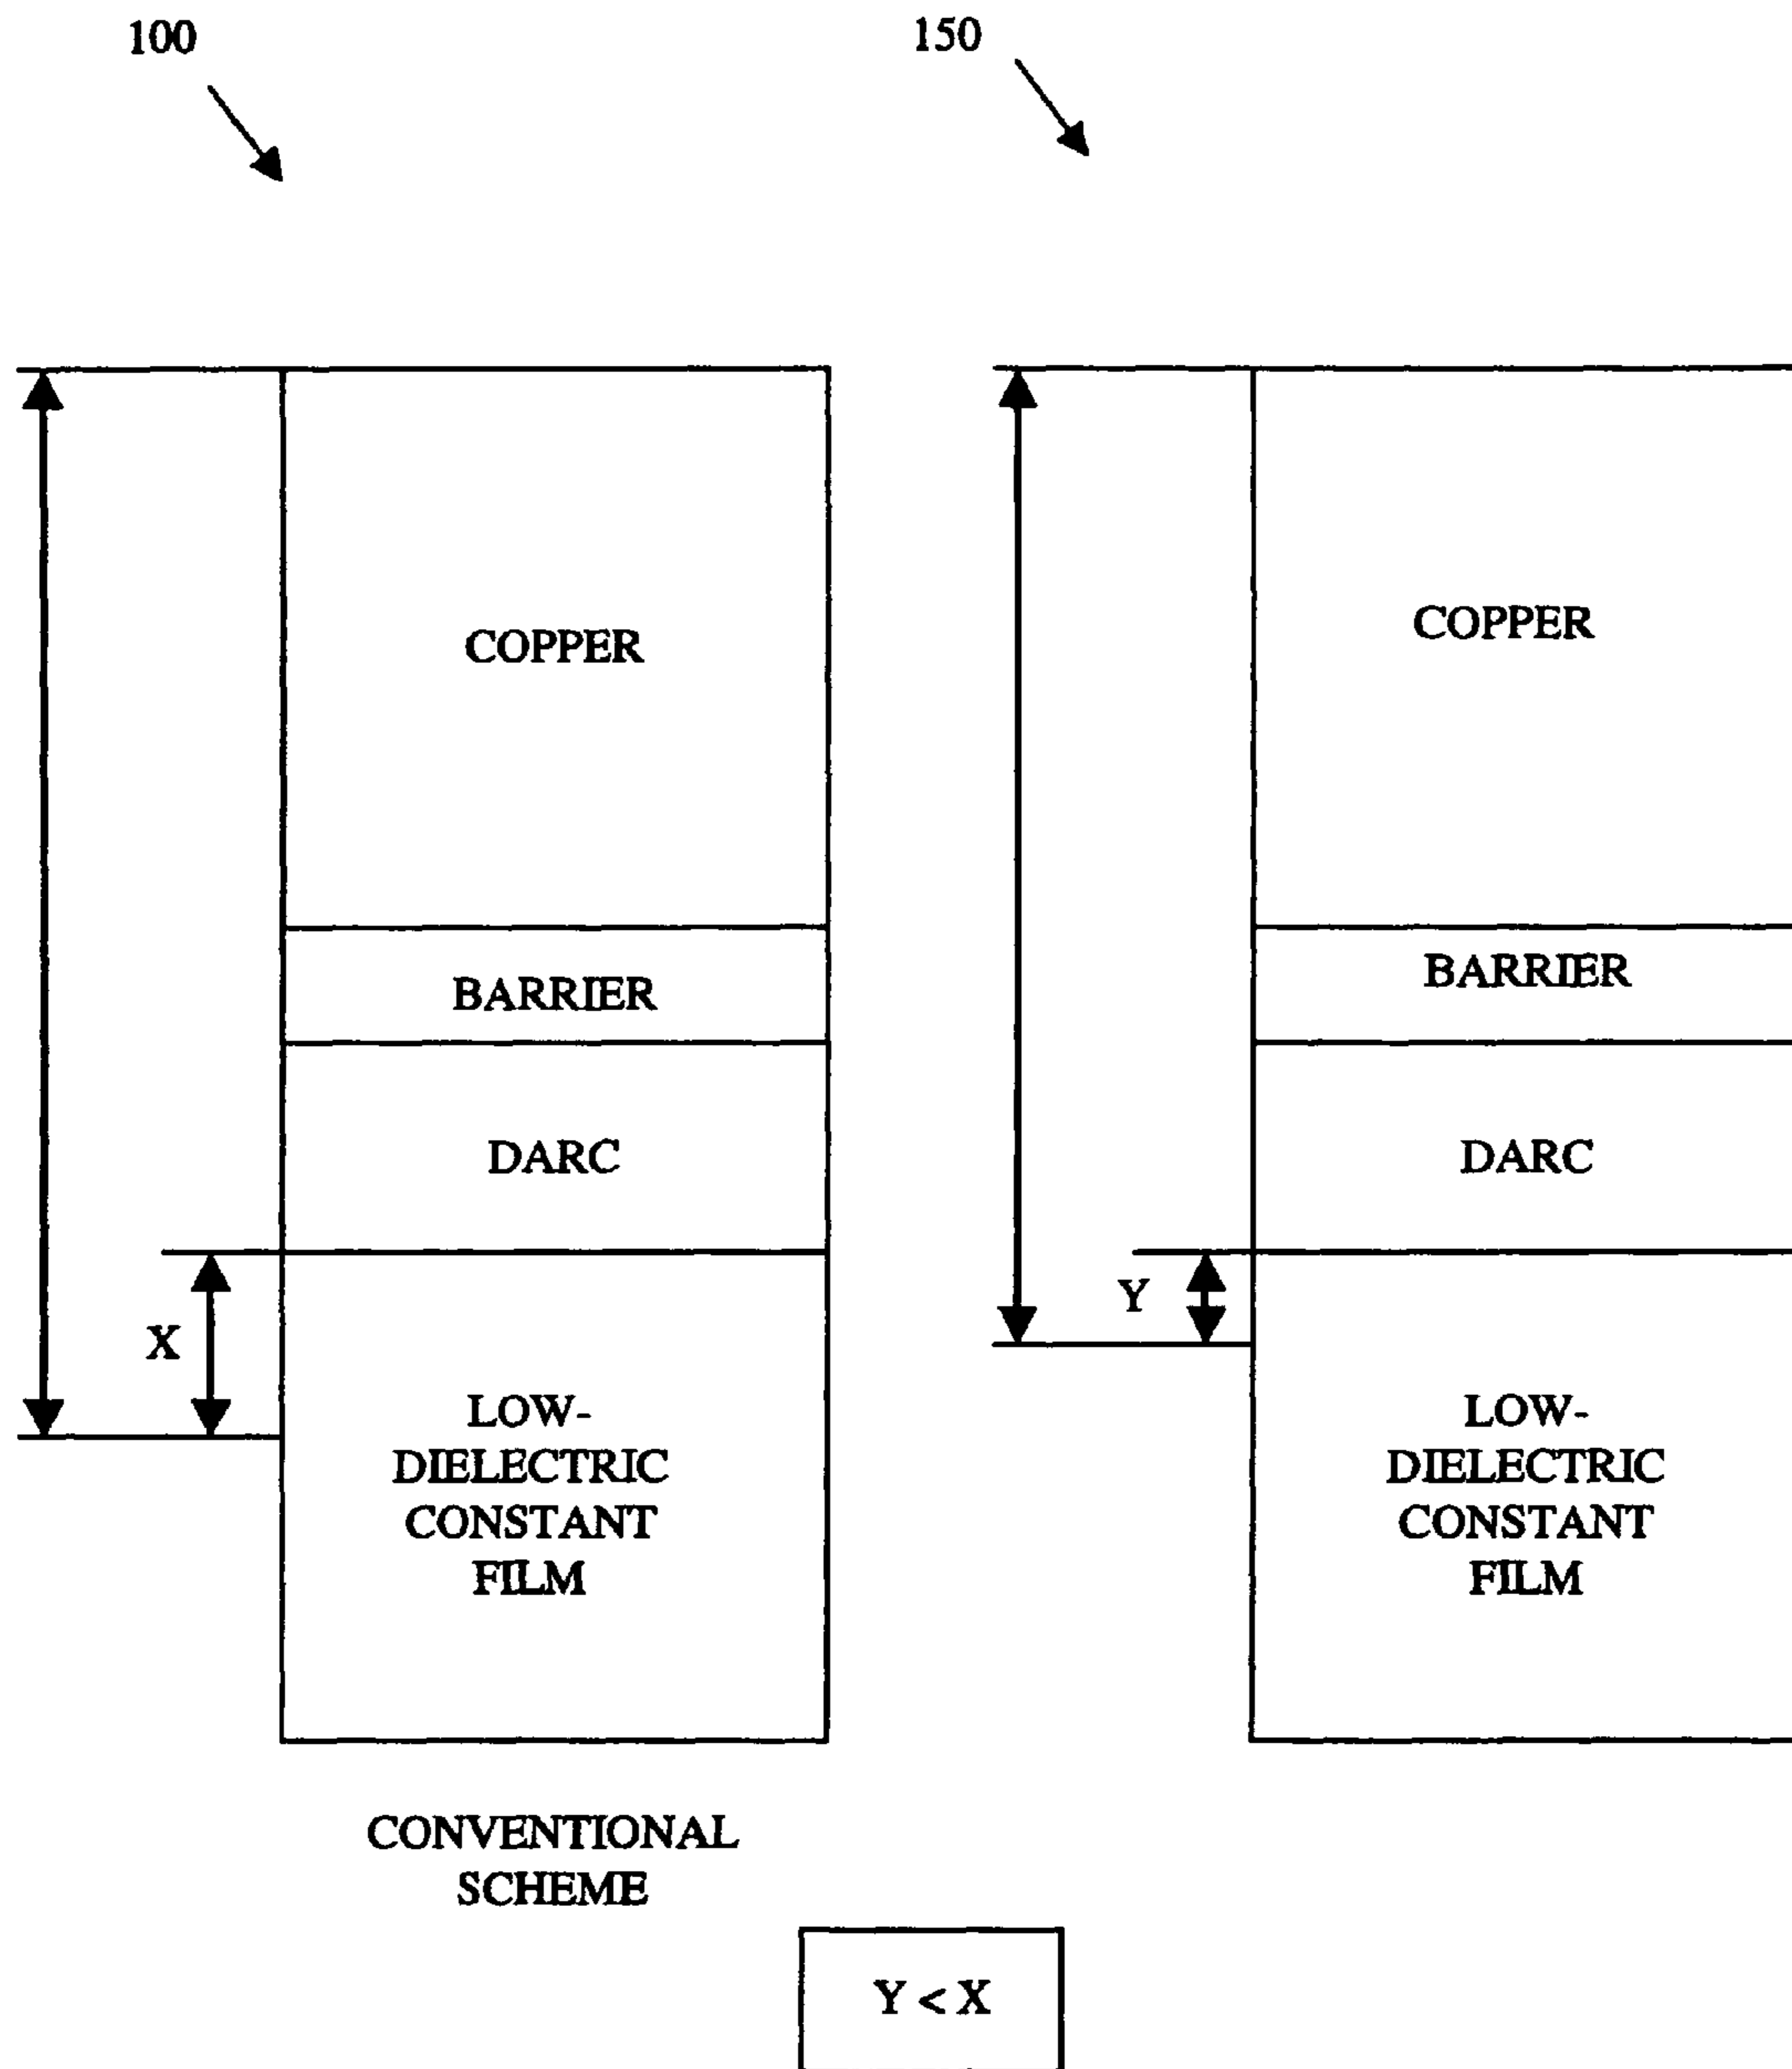 100
150
COPPER
COPPER
BARRIER
BARRIER
DARC
DARC
X
Y
LOW-
DIELECTRIC
CONSTANT
FILM
LOW-
DIELECTRIC
CONSTANT
FILM
CONVENTIONAL
SCHEME
Y < X